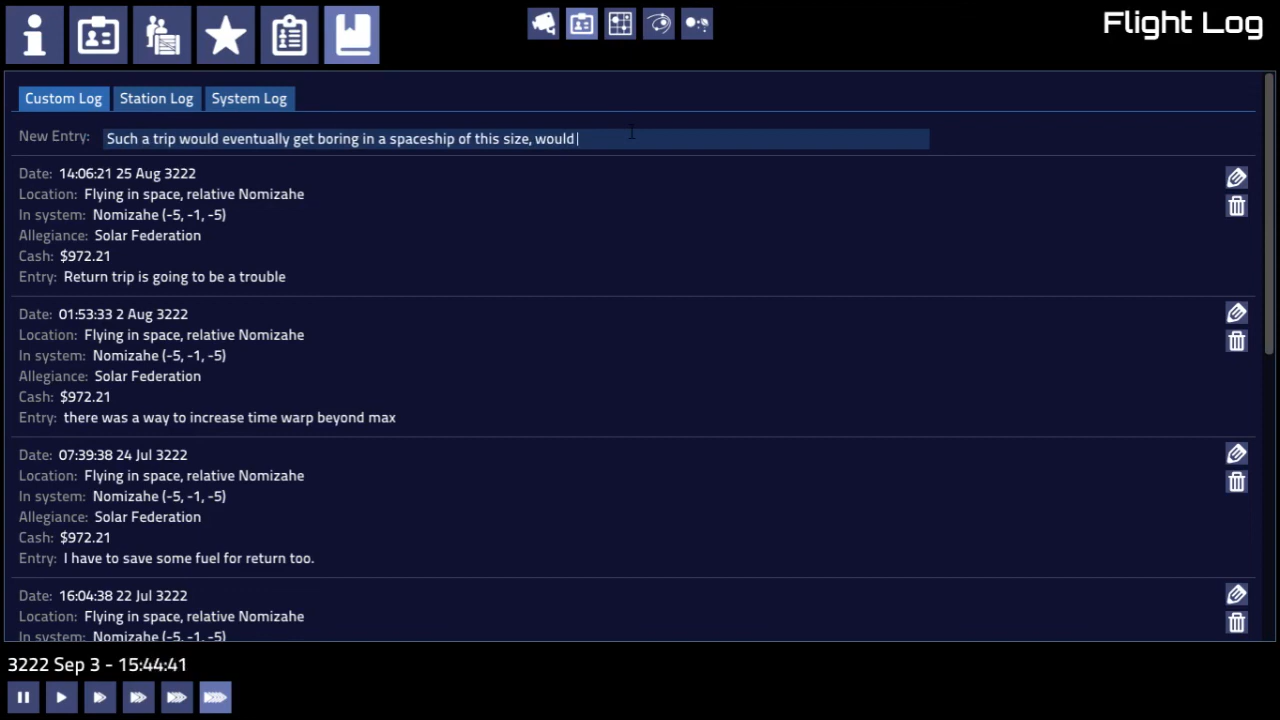 Flight Log
Custom Log Station Log System Log
New Entry: Such a trip would eventually get boring in a spaceship of this size, would
Date: 14:06:21 25 Aug 3222
Location: Flying in space, relative Nomizahe
In system: Nomizahe (-5, -1, -5)
Allegiance: Solar Federation
Cash: $972.21
Entry: Return trip is going to be a trouble
Date: 01:53:33 2 Aug 3222
Location: Flying in space, relative Nomizahe
In system: Nomizahe (-5, -1, -5)
Allegiance: Solar Federation
Cash: $972.21
Entry: there was a way to increase time warp beyond max
Date: 07:39:38 24 Jul 3222
Location: Flying in space, relative Nomizahe
In system: Nomizahe (-5, -1, -5)
Allegiance: Solar Federation
Cash: $972.21
Entry: I have to save some fuel for return too.
Date: 16:04:38 22 Jul 3222
Location: Flying in space, relative Nomizahe
In system: Nomizahe (-5, -1, -5)
3222 Sep 3 - 15:44:41